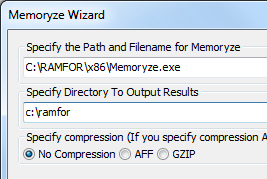 Memoryze Wizard
Specify the Path and Filename for Memoryze
C:\RAMFOR\x86\Memoryze.exe
Specify Directory To Output Results
c:\ramfor
Specify compression (If you specify compression A
No Compression AFF GZIP